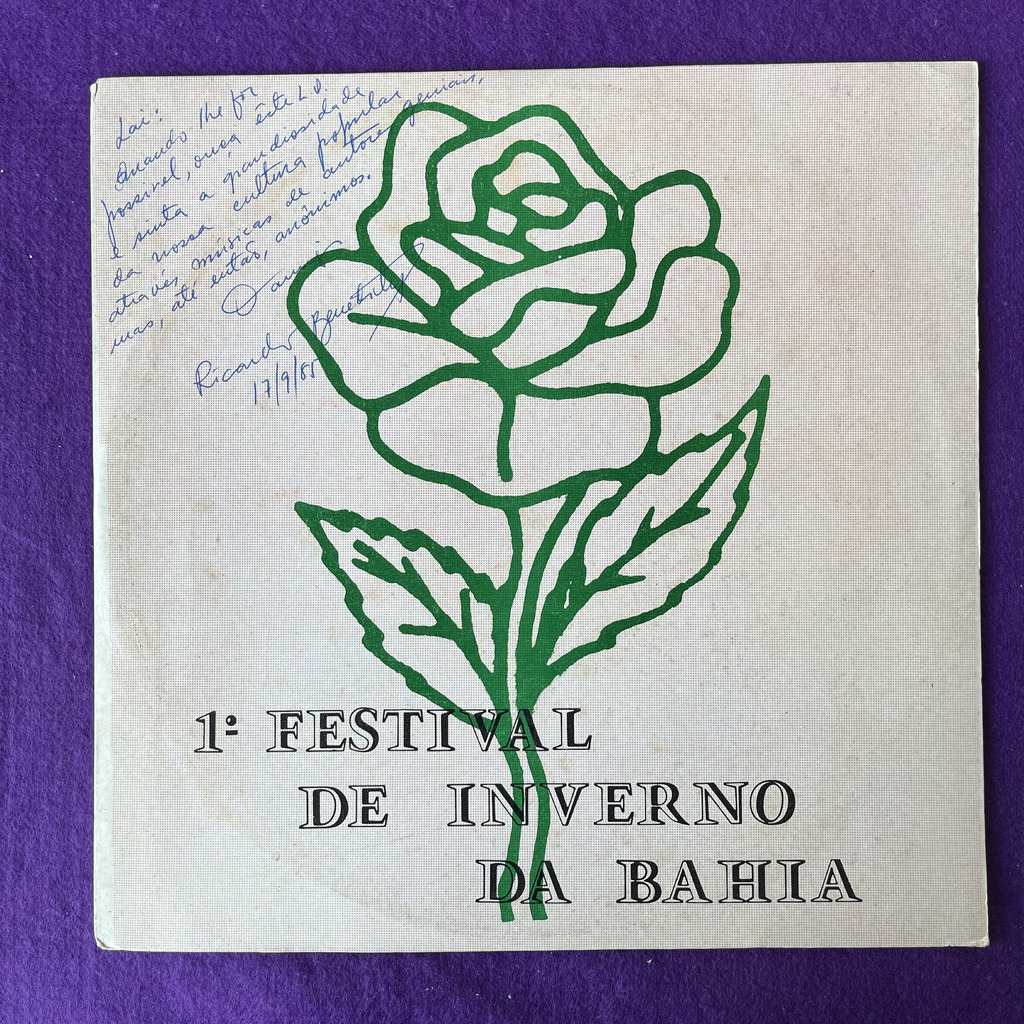 Lai:
Quando lhe for
possível, ouça êste L.D.
e sinta a grandiosidade
da nossa cultura popular
através músicas de autores geniais,
mas, até então, anônimos.
Ricardo
17/9/85
1º FESTIVAL
DE INVERNO
DA BAHIA